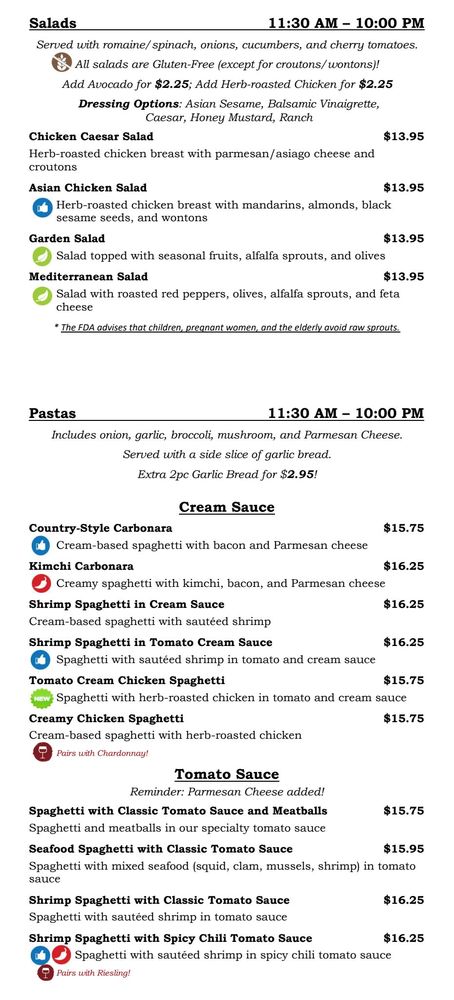 Salads 11:30 AM – 10:00 PM
Served with romaine/spinach, onions, cucumbers, and cherry tomatoes.
All salads are Gluten-Free (except for croutons/wontons)!
Add Avocado for $2.25; Add Herb-roasted Chicken for $2.25
Dressing Options: Asian Sesame, Balsamic Vinaigrette,
Caesar, Honey Mustard, Ranch
Chicken Caesar Salad $13.95
Herb-roasted chicken breast with parmesan/asiago cheese and
croutons
Asian Chicken Salad $13.95
Herb-roasted chicken breast with mandarins, almonds, black
sesame seeds, and wontons
Garden Salad $13.95
Salad topped with seasonal fruits, alfalfa sprouts, and olives
Mediterranean Salad $13.95
Salad with roasted red peppers, olives, alfalfa sprouts, and feta
cheese
* The FDA advises that children, pregnant women, and the elderly avoid raw sprouts.
Pastas 11:30 AM – 10:00 PM
Includes onion, garlic, broccoli, mushroom, and Parmesan Cheese.
Served with a side slice of garlic bread.
Extra 2pc Garlic Bread for $2.95!
Cream Sauce
Country-Style Carbonara $15.75
Cream-based spaghetti with bacon and Parmesan cheese
Kimchi Carbonara $16.25
Creamy spaghetti with kimchi, bacon, and Parmesan cheese
Shrimp Spaghetti in Cream Sauce $16.25
Cream-based spaghetti with sautéed shrimp
Shrimp Spaghetti in Tomato Cream Sauce $16.25
Spaghetti with sautéed shrimp in tomato and cream sauce
Tomato Cream Chicken Spaghetti $15.75
NEW Spaghetti with herb-roasted chicken in tomato and cream sauce
Creamy Chicken Spaghetti $15.75
Cream-based spaghetti with herb-roasted chicken
Pairs with Chardonnay!
Tomato Sauce
Reminder: Parmesan Cheese added!
Spaghetti with Classic Tomato Sauce and Meatballs $15.75
Spaghetti and meatballs in our specialty tomato sauce
Seafood Spaghetti with Classic Tomato Sauce $15.95
Spaghetti with mixed seafood (squid, clam, mussels, shrimp) in tomato
sauce
Shrimp Spaghetti with Classic Tomato Sauce $16.25
Spaghetti with sautéed shrimp in tomato sauce
Shrimp Spaghetti with Spicy Chili Tomato Sauce $16.25
Spaghetti with sautéed shrimp in spicy chili tomato sauce
Pairs with Riesling!